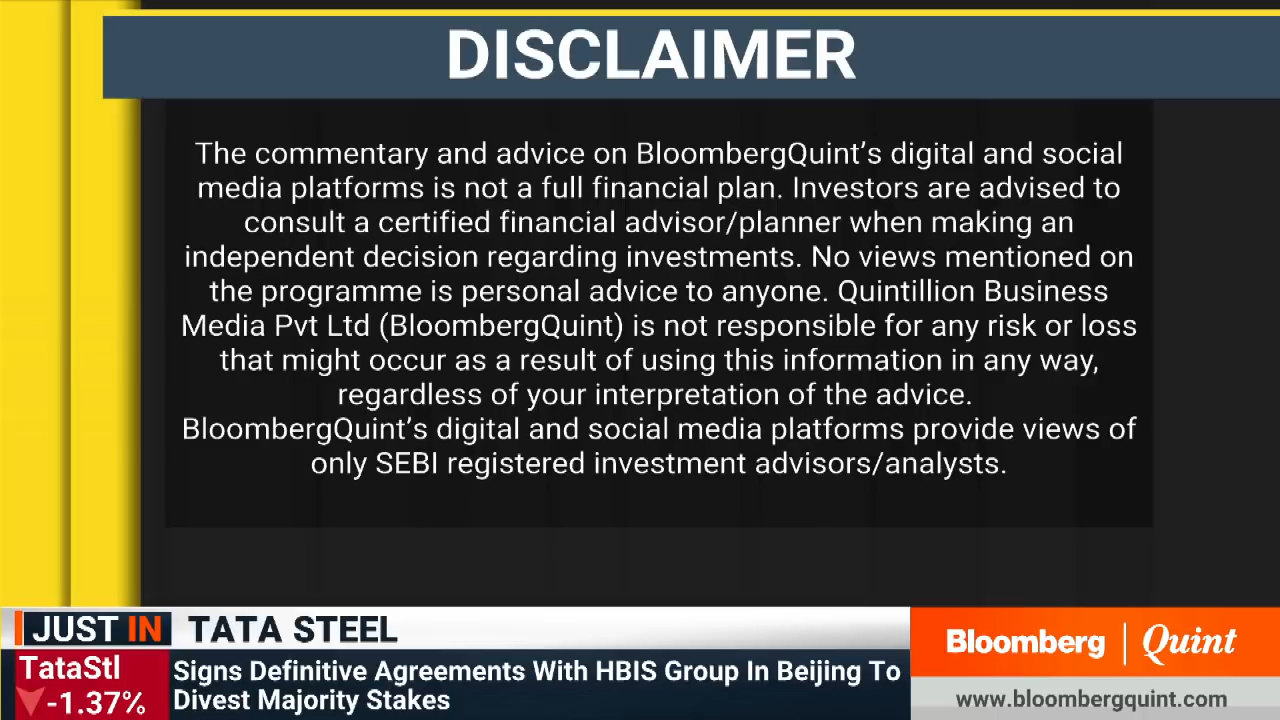 DISCLAIMER
The commentary and advice on BloombergQuint's digital and social
media platforms is not a full financial plan. Investors are advised to
consult a certified financial advisor/planner when making an
independent decision regarding investments. No views mentioned on
the programme is personal advice to anyone. Quintillion Business
Media Pvt Ltd (BloombergQuint) is not responsible for any risk or loss
that might occur as a result of using this information in any way,
regardless of your interpretation of the advice.
BloombergQuint's digital and social media platforms provide views of
only SEBI registered investment advisors/analysts.
JUST IN TATA STEEL
TataStl
-1.37%
Signs Definitive Agreements With HBIS Group In Beijing To
Divest Majority Stakes
Bloomberg | Quint
www.bloombergquint.com